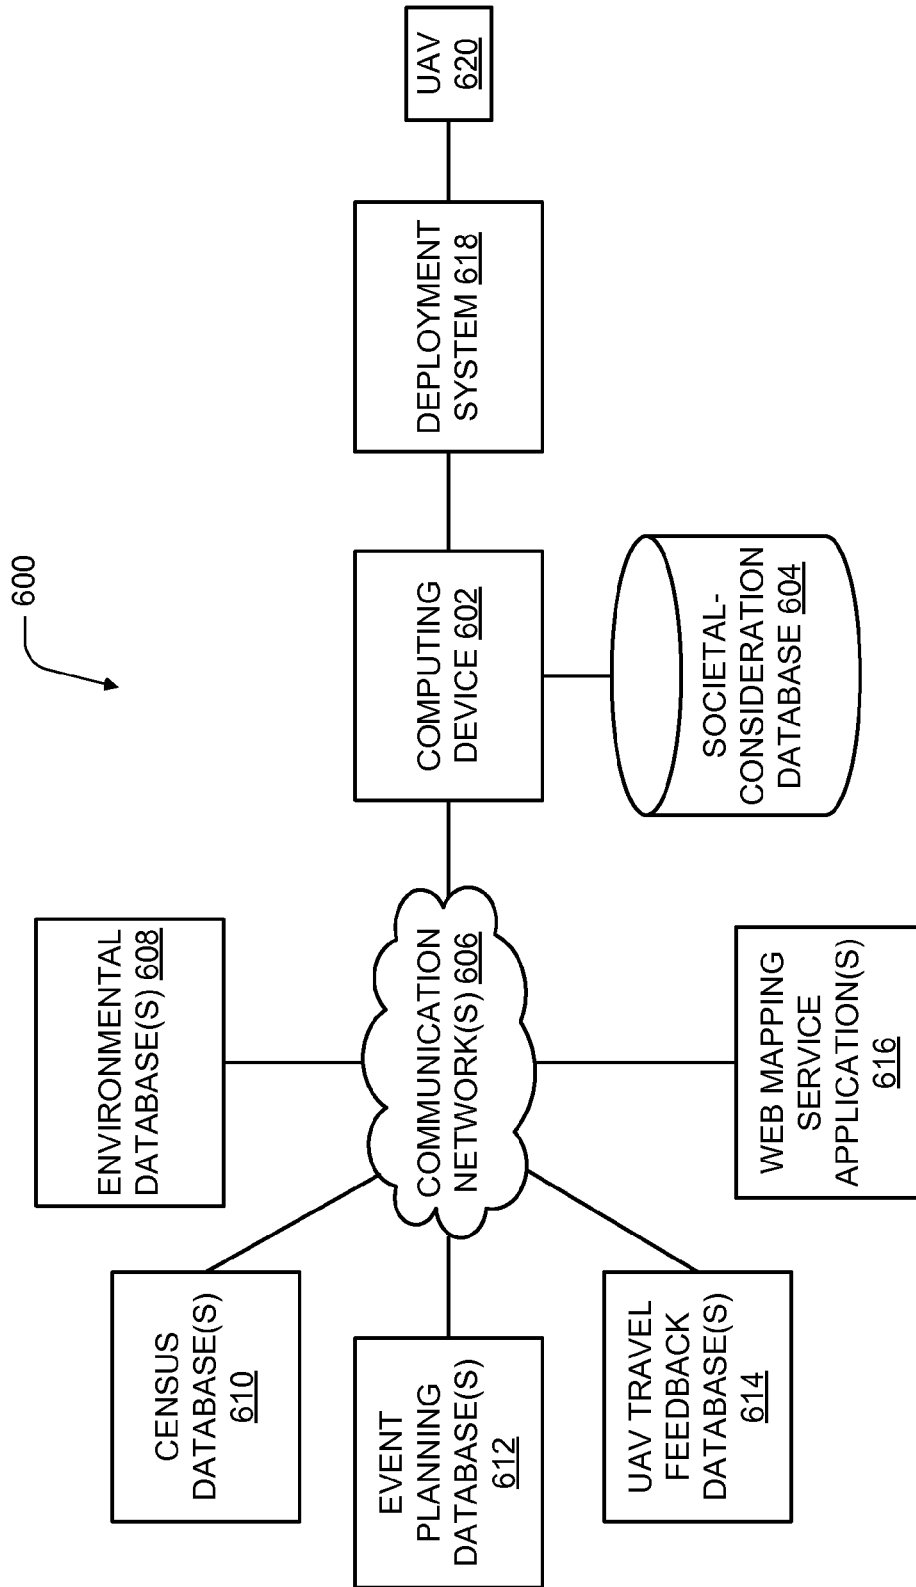 600
ENVIRONMENTAL
DATABASE(S) 608
CENSUS
DATABASE(S)
610
EVENT
PLANNING
DATABASE(S)
612
COMMUNICATION
NETWORK(S) 606
COMPUTING
DEVICE 602
DEPLOYMENT
SYSTEM 618
UAV
620
UAV TRAVEL
FEEDBACK
DATABASE(S)
614
WEB MAPPING
SERVICE
APPLICATION(S)
616
SOCIETAL-
CONSIDERATION
DATABASE 604